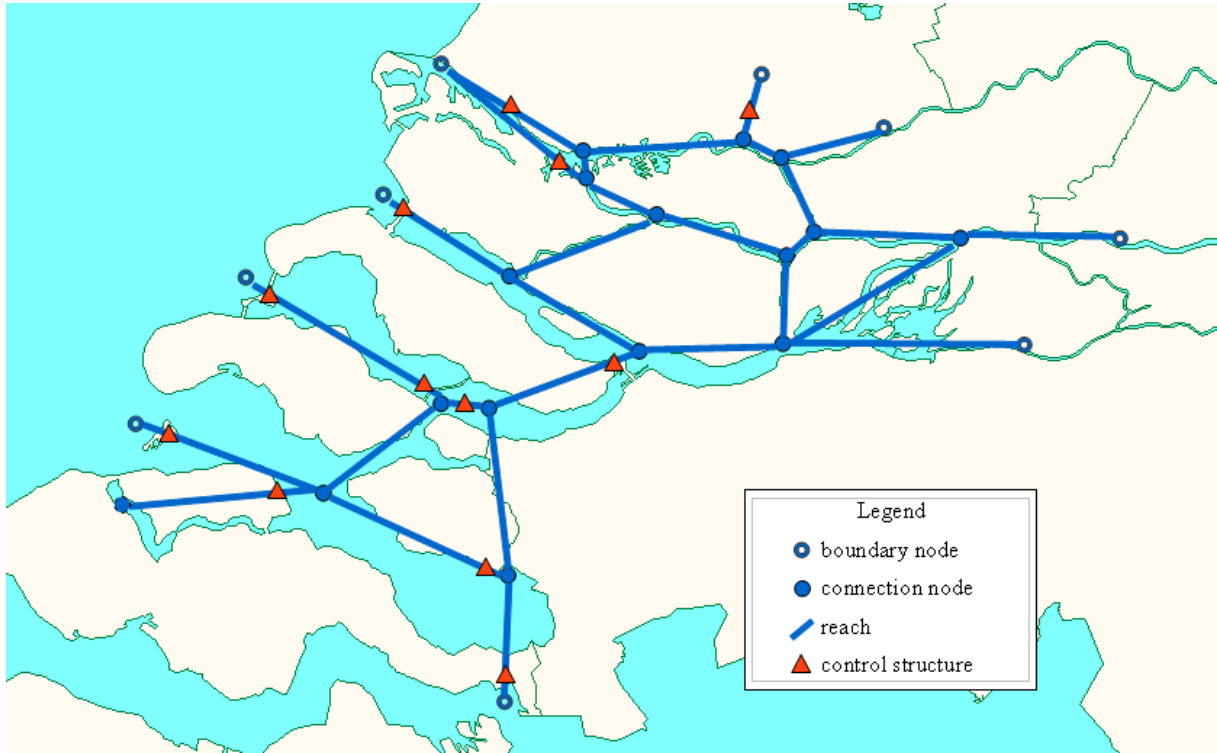 Legend
boundary node
connection node
reach
control structure